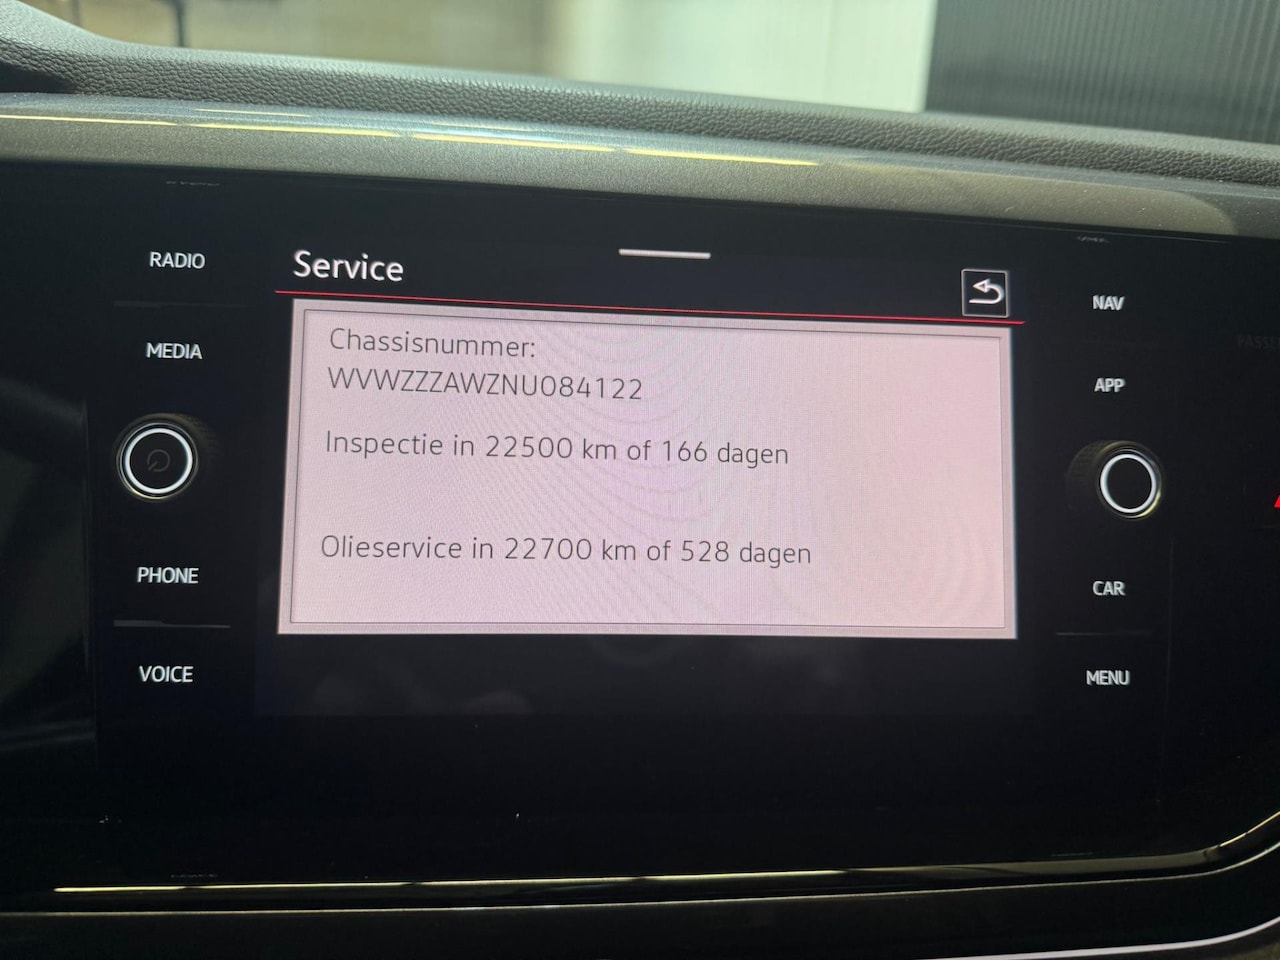 RADIO
MEDIA
PHONE
VOICE
Service
Chassisnummer:
WVWZZZAWZNU084122
Inspectie in 22500 km of 166 dagen
Olieservice in 22700 km of 528 dagen
NAV
APP
CAR
MENU